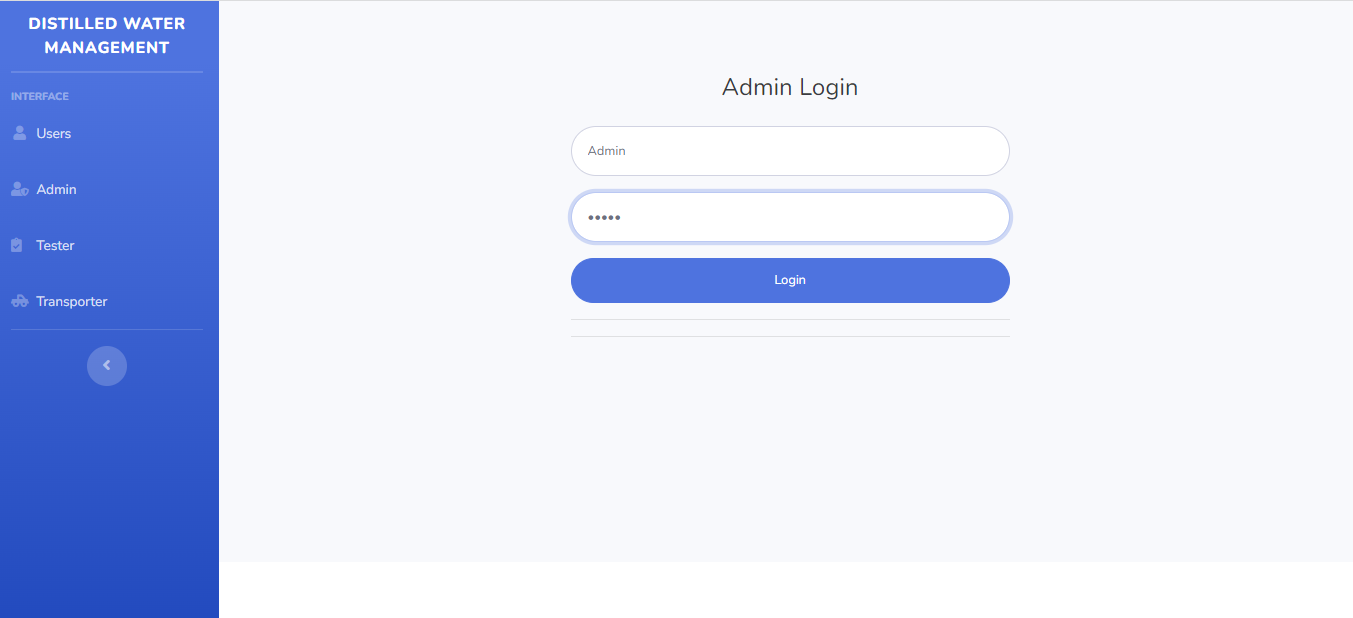 DISTILLED WATER
MANAGEMENT
INTERFACE
Users
Admin
Tester
Transporter
Admin Login
Admin
•••••
Login